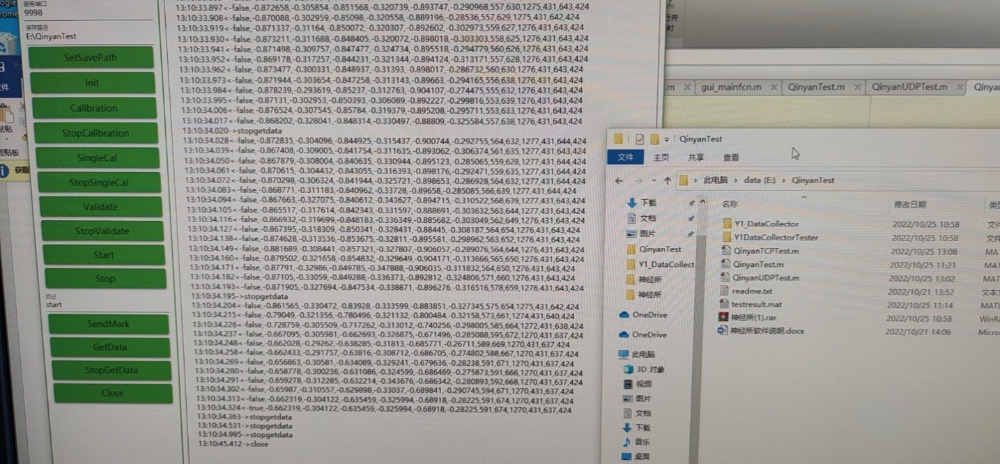 服务端口
9998
保存路径
E:\QinyanTest
SetSavePath
Init
Calibration
StopCalibration
SingleCal
StopSingleCal
Validate
StopValidate
Start
Stop
start
SendMark
GetData
StopGetData
Close
13:10:33.897<-false,-0.872658,-0.305854,-0.851568,-0.320739,-0.893747,-0.290968,557,630,1275,431,643,424
13:10:33.908<-false,-0.870088,-0.302959,-0.85098,-0.320558,-0.889196,-0.28536,557,629,1275,431,642,424
13:10:33.919<-false,-0.871337,-0.31164,-0.850072,-0.320307,-0.892602,-0.302973,559,627,1276,431,643,424
13:10:33.930<-false,-0.873211,-0.311688,-0.848405,-0.320072,-0.898018,-0.303303,558,625,1276,431,643,424
13:10:33.941<-false,-0.871498,-0.309757,-0.847477,-0.324734,-0.895518,-0.294779,560,626,1276,431,643,424
13:10:33.952<-false,-0.869178,-0.317257,-0.844231,-0.321344,-0.894124,-0.313171,557,628,1276,431,643,424
13:10:33.962<-false,-0.873477,-0.300331,-0.848937,-0.31393,-0.898017,-0.286732,560,630,1276,431,643,424
13:10:33.973<-false,-0.871944,-0.303654,-0.847258,-0.313143,-0.89663,-0.294165,556,638,1276,431,643,424
13:10:33.984<-false,-0.878239,-0.293619,-0.85237,-0.312763,-0.904107,-0.274475,555,632,1276,431,643,424
13:10:33.995<-false,-0.87131,-0.302953,-0.850393,-0.306089,-0.892227,-0.299816,559,639,1276,431,643,424
13:10:34.006<-false,-0.876524,-0.307545,-0.85784,-0.319379,-0.895208,-0.295711,553,633,1276,431,643,424
13:10:34.017<-false,-0.868202,-0.328041,-0.848314,-0.330497,-0.88809,-0.325584,557,638,1276,431,643,424
13:10:34.020->stopgetdata
13:10:34.028<-false,-0.872835,-0.304096,-0.844925,-0.315437,-0.900744,-0.292755,564,632,1277,431,644,424
13:10:34.039<-false,-0.867408,-0.309005,-0.841754,-0.311635,-0.893062,-0.306374,561,635,1277,431,644,424
13:10:34.050<-false,-0.867879,-0.308004,-0.840635,-0.330944,-0.895123,-0.285065,559,628,1277,431,644,424
13:10:34.061<-false,-0.870615,-0.304432,-0.843055,-0.316393,-0.898176,-0.292471,559,635,1277,431,644,424
13:10:34.072<-false,-0.870298,-0.306324,-0.841944,-0.325721,-0.898653,-0.286928,564,632,1277,431,644,424
13:10:34.083<-false,-0.868771,-0.311183,-0.840962,-0.33728,-0.89658,-0.285085,566,639,1277,431,644,424
13:10:34.094<-false,-0.867663,-0.327075,-0.840612,-0.343627,-0.894715,-0.310522,568,639,1277,431,644,424
13:10:34.105<-false,-0.865517,-0.317614,-0.842343,-0.331597,-0.888691,-0.303632,563,644,1277,431,644,424
13:10:34.116<-false,-0.866932,-0.319699,-0.848183,-0.336349,-0.885682,-0.303049,562,649,1276,431,643,424
13:10:34.127<-false,-0.867395,-0.318309,-0.850341,-0.328431,-0.88445,-0.308187,564,654,1276,431,643,424
13:10:34.138<-false,-0.874628,-0.313536,-0.853675,-0.32811,-0.895581,-0.298962,563,652,1276,431,643,424
13:10:34.149<-false,-0.881689,-0.308441,-0.857321,-0.327807,-0.906057,-0.289076,564,644,1276,431,643,424
13:10:34.160<-false,-0.879502,-0.321658,-0.854832,-0.329649,-0.904171,-0.313666,565,650,1276,431,643,424
13:10:34.171<-false,-0.87791,-0.32986,-0.849785,-0.347888,-0.906035,-0.311832,564,650,1276,431,643,424
13:10:34.182<-false,-0.87105,-0.33059,-0.849288,-0.336373,-0.892812,-0.324806,571,660,1276,431,643,424
13:10:34.193<-false,-0.871905,-0.327694,-0.847534,-0.338871,-0.896276,-0.316516,578,659,1276,431,643,424
13:10:34.195->stopgetdata
13:10:34.204<-false,-0.861565,-0.330472,-0.83928,-0.333599,-0.883851,-0.327345,575,654,1275,431,642,424
13:10:34.215<-false,-0.79049,-0.321356,-0.780496,-0.321132,-0.800484,-0.32158,573,661,1274,431,640,424
13:10:34.226<-false,-0.728759,-0.305509,-0.717262,-0.313012,-0.740256,-0.298005,585,664,1272,431,638,424
13:10:34.237<-false,-0.667095,-0.305981,-0.662693,-0.326875,-0.671496,-0.285088,595,672,1270,431,637,424
13:10:34.248<-false,-0.662028,-0.29262,-0.638285,-0.31813,-0.685771,-0.26711,589,669,1270,431,637,424
13:10:34.258<-false,-0.662433,-0.291757,-0.63816,-0.308712,-0.686705,-0.274802,588,667,1270,431,637,424
13:10:34.269<-false,-0.656863,-0.30581,-0.634089,-0.329241,-0.679636,-0.28238,591,671,1270,431,637,424
13:10:34.280<-false,-0.658778,-0.300236,-0.631086,-0.324599,-0.686469,-0.275873,591,666,1270,431,637,424
13:10:34.291<-false,-0.659278,-0.312285,-0.632214,-0.343676,-0.686342,-0.280893,592,668,1270,431,637,424
13:10:34.302<-false,-0.65987,-0.310557,-0.629898,-0.33037,-0.689841,-0.290745,594,671,1270,431,637,424
13:10:34.313<-false,-0.662319,-0.304122,-0.635459,-0.325994,-0.68918,-0.28225,591,674,1270,431,637,424
13:10:34.324<-true,-0.662319,-0.304122,-0.635459,-0.325994,-0.68918,-0.28225,591,674,1270,431,637,424
13:10:34.363->stopgetdata
13:10:34.531->stopgetdata
13:10:34.995->stopgetdata
13:10:45.412->close
.m gui_mainfcn.m QinyanTest.m QinyanUDPTest.m Qinyan
QinyanTest
文件 主页 共享 查看
此电脑 data (E:) QinyanTest
名称 修改日期
下载
文档
图片
QinyanTest
Y1_DataCollect
神经所
神经所
OneDrive
OneDrive
此电脑
3D 对象
视频
图片
文档
下载
音乐
桌面
Y1_DataCollector 2022/10/25 10:58
Y1DataCollectorTester 2022/10/25 10:58
QinyanTCPTest.m 2022/10/25 13:08 MA
QinyanTest.m 2022/10/25 11:21 MA
QinyanUDPTest.m 2022/10/25 13:02 MA
readme.txt 2022/10/21 13:52 文本
testresult.mat 2022/10/25 11:14 MATL
神经所(1).rar 2022/10/25 10:58 WinRA
神经所软件说明.docx 2022/10/21 14:06 Micro